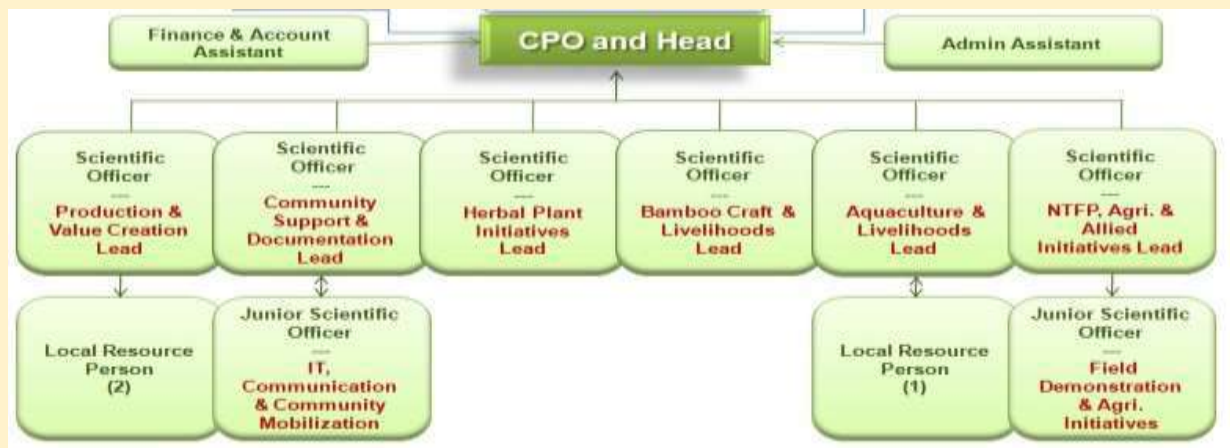 Finance & Account
Assistant
CPO and Head
Admin Assistant
Scientific
Officer
---
Production &
Value Creation
Lead
Scientific
Officer
---
Community
Support &
Documentation
Lead
Scientific
Officer
---
Herbal Plant
Initiatives
Lead
Scientific
Officer
---
Bamboo Craft &
Livelihoods
Lead
Scientific
Officer
---
Aquaculture &
Livelihoods
Lead
Scientific
Officer
---
NTFP, Agri. &
Allied
Initiatives Lead
Local Resource
Person
(2)
Junior Scientific
Officer
---
IT,
Communication
& Community
Mobilization
Local Resource
Person
(1)
Junior Scientific
Officer
---
Field
Demonstration
& Agri.
Initiatives